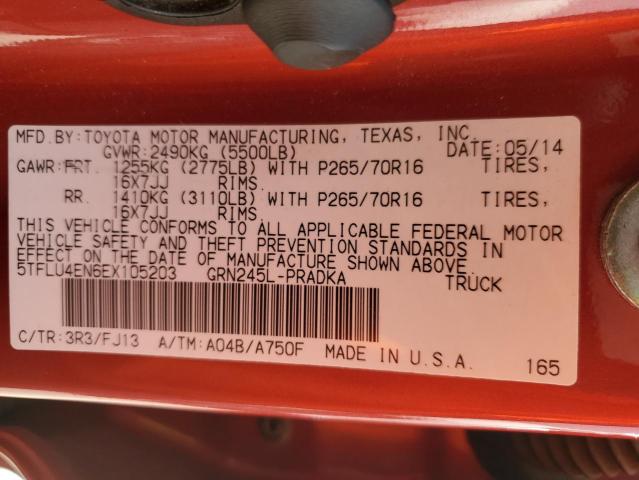 MFD.BY:TOYOTA MOTOR MANUFACTURING, TEXAS, INC.
GVWR:2490KG (5500LB) DATE:05/14
GAWR:FRT. 1255KG (2775LB) WITH P265/70R16 TIRES,
16X7JJ RIMS.
RR. 1410KG (3110LB) WITH P265/70R16 TIRES,
16X7JJ RIMS.
THIS VEHICLE CONFORMS TO ALL APPLICABLE FEDERAL MOTOR
VEHICLE SAFETY AND THEFT PREVENTION STANDARDS IN
EFFECT ON THE DATE OF MANUFACTURE SHOWN ABOVE.
5TFLU4EN6EX105203 GRN245L-PRADKA TRUCK
C/TR:3R3/FJ13 A/TM:A04B/A750F MADE IN U.S.A. 165